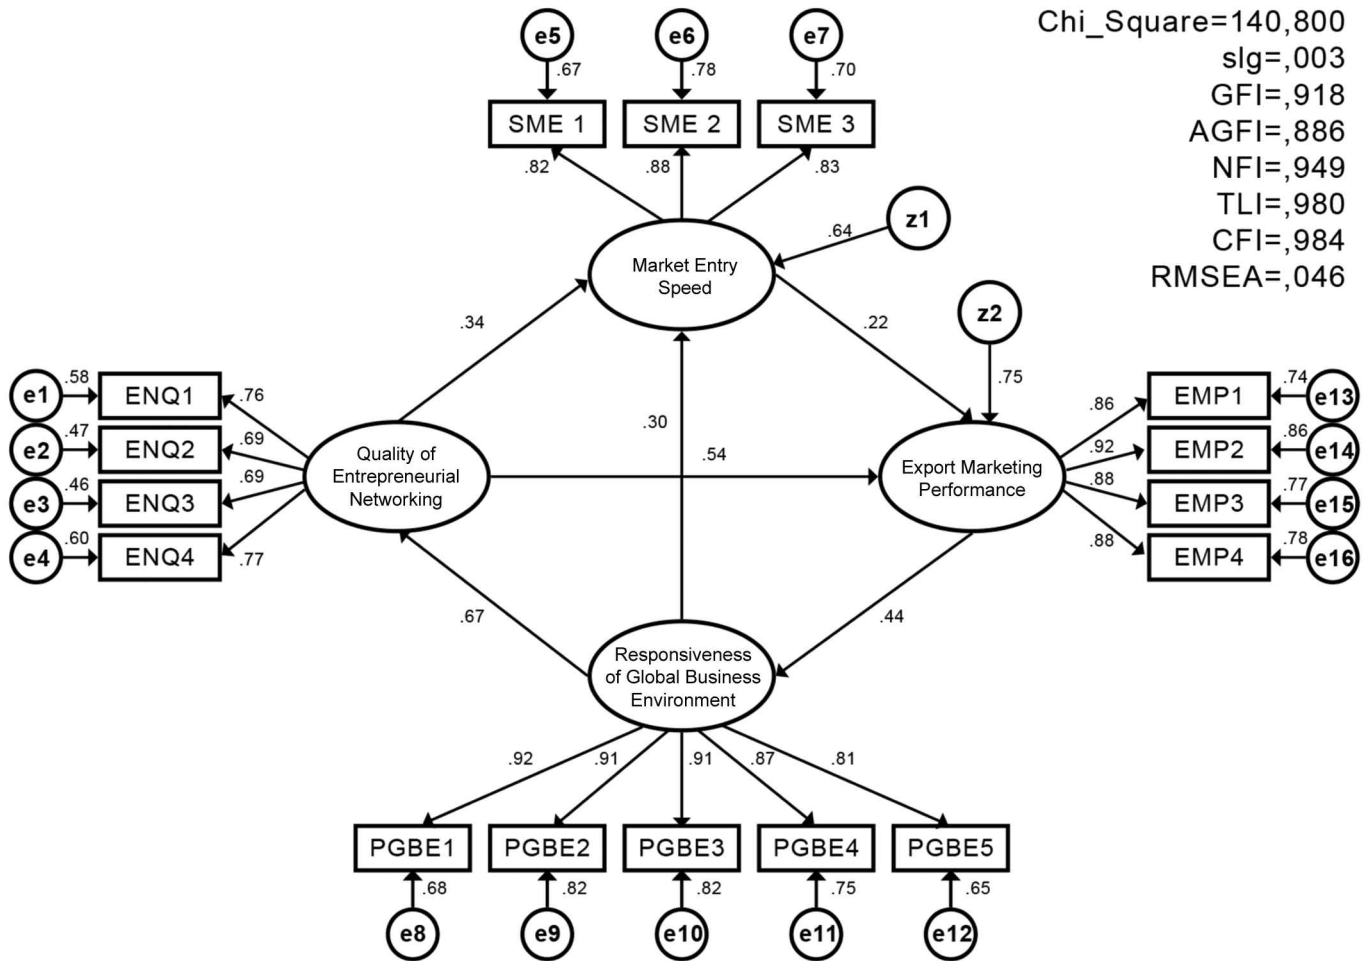 Chi_Square=140,800
slg=,003
GFI=,918
AGFI=,886
NFI=,949
TLI=,980
CFI=,984
RMSEA=,046
e5
e6
e7
.67
.78
.70
SME 1
SME 2
SME 3
.82
.88
.83
z1
.64
Market Entry
Speed
z2
.34
.22
.75
e1
.58
ENQ1
.76
e2
.47
ENQ2
.69
e3
.46
ENQ3
.69
e4
.60
ENQ4
.77
Quality of
Entrepreneurial
Networking
.30
.54
Export Marketing
Performance
.86
EMP1
.74
e13
.92
EMP2
.86
e14
.88
EMP3
.77
e15
.88
EMP4
.78
e16
.67
.44
Responsiveness
of Global Business
Environment
.92
.91
.91
.87
.81
PGBE1
PGBE2
PGBE3
PGBE4
PGBE5
.68
.82
.82
.75
.65
e8
e9
e10
e11
e12